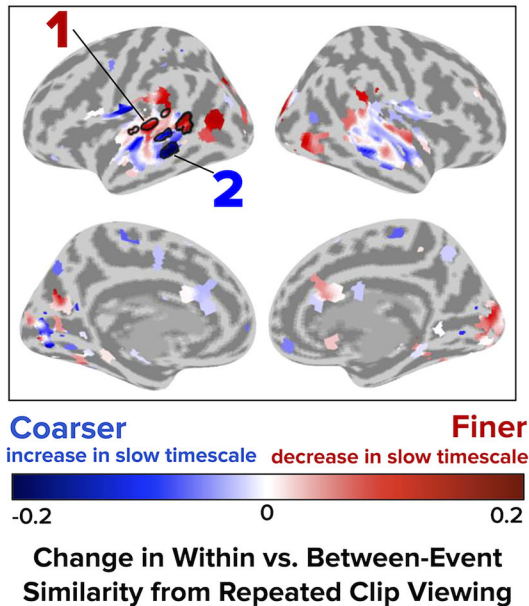 1
2
Coarser Finer
increase in slow timescale decrease in slow timescale
-0.2 0 0.2
Change in Within vs. Between-Event
Similarity from Repeated Clip Viewing